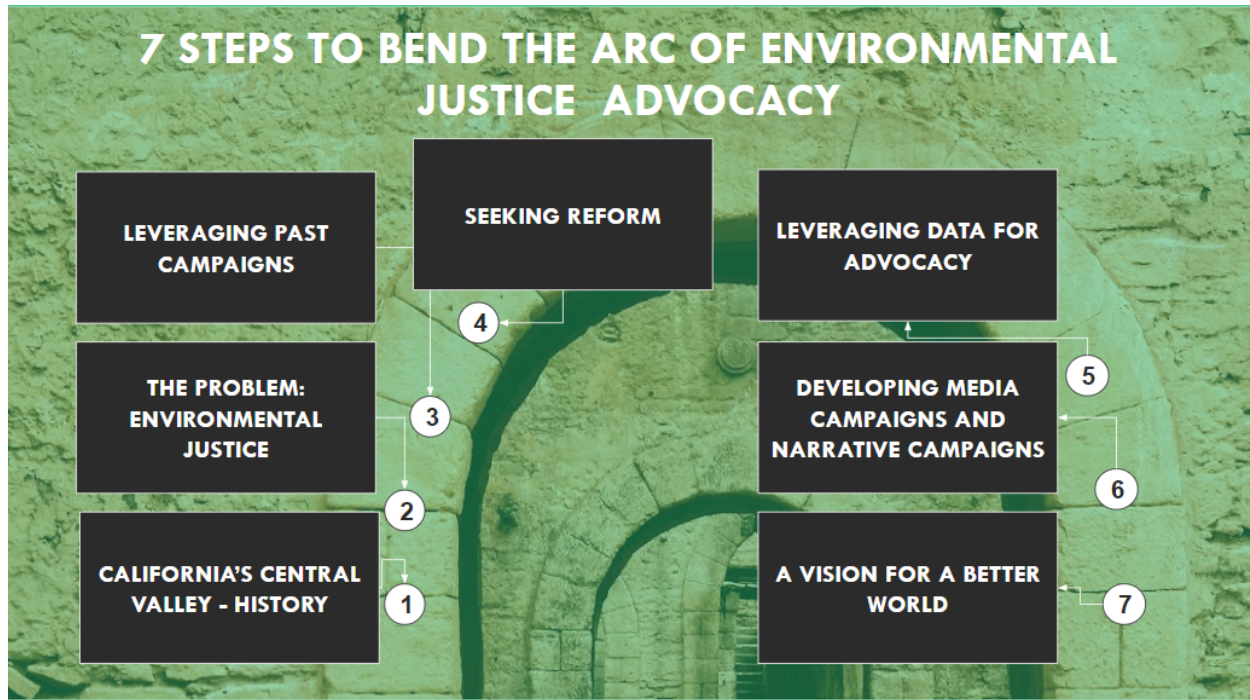 7 STEPS TO BEND THE ARC OF ENVIRONMENTAL
JUSTICE ADVOCACY
CALIFORNIA'S CENTRAL
VALLEY - HISTORY
1
THE PROBLEM:
ENVIRONMENTAL
JUSTICE
2
LEVERAGING PAST
CAMPAIGNS
3
SEEKING REFORM
4
LEVERAGING DATA FOR
ADVOCACY
5
DEVELOPING MEDIA
CAMPAIGNS AND
NARRATIVE CAMPAIGNS
6
A VISION FOR A BETTER
WORLD
7